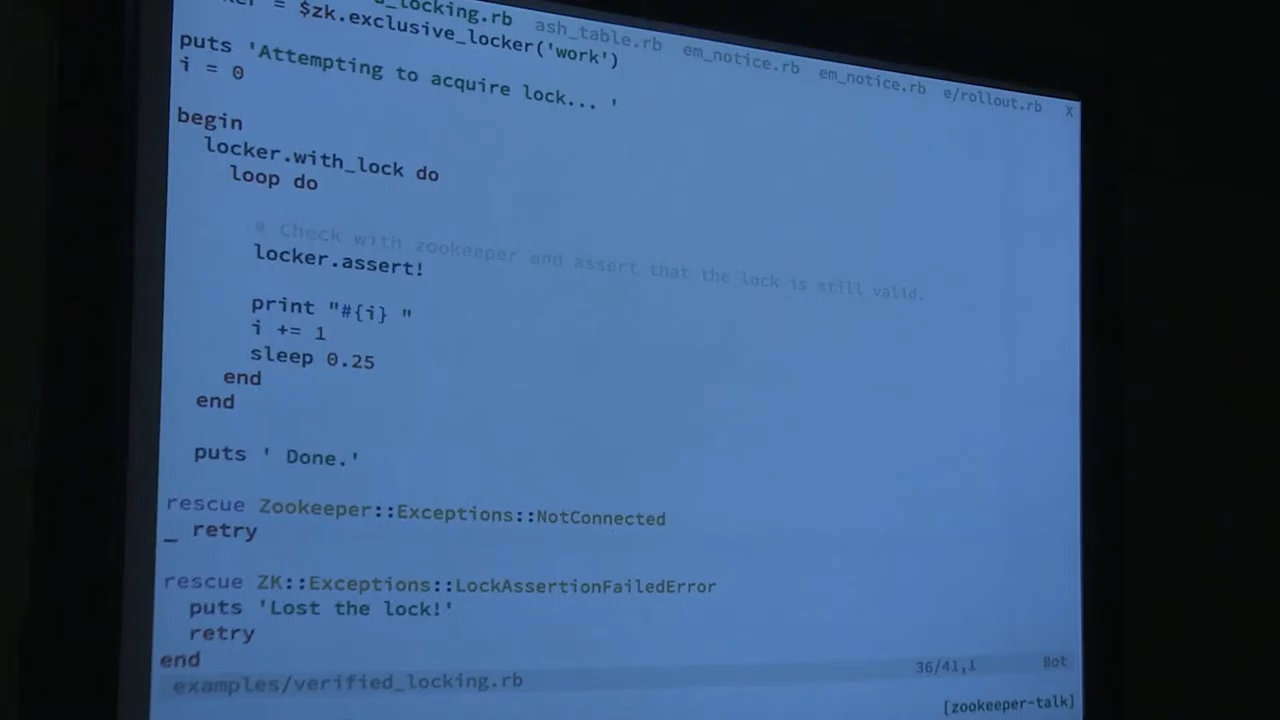 _locking.rb ash_table.rb em_notice.rb em_notice.rb e/rollout.rb X
= $zk.exclusive_locker('work')
puts 'Attempting to acquire lock... '
i = 0
begin
locker.with_lock do
loop do
# Check with zookeeper and assert that the lock is still valid.
locker.assert!
print "#{i} "
i += 1
sleep 0.25
end
end
puts ' Done.'
rescue Zookeeper::Exceptions::NotConnected
_ retry
rescue ZK::Exceptions::LockAssertionFailedError
puts 'Lost the lock!'
retry
end
examples/verified_locking.rb 36/41,1 Bot
[zookeeper-talk]